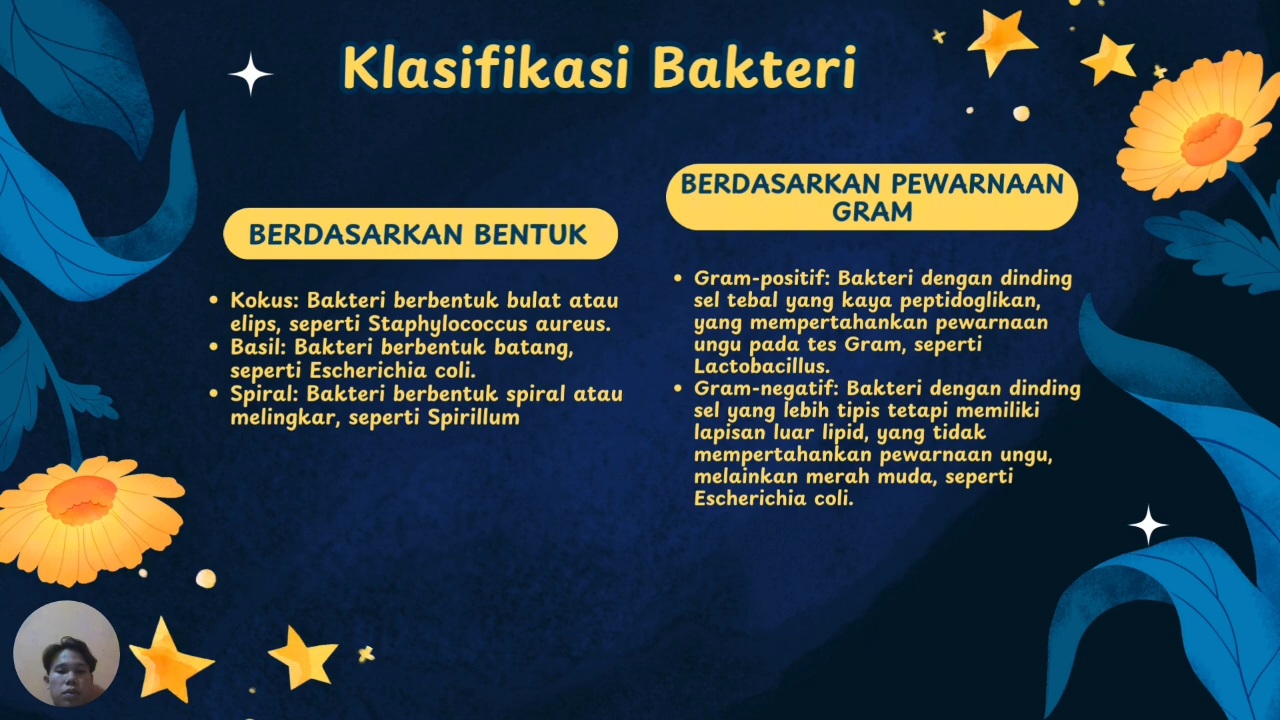 Klasifikasi Bakteri
BERDASARKAN BENTUK
• Kokus: Bakteri berbentuk bulat atau
elips, seperti Staphylococcus aureus.
• Basil: Bakteri berbentuk batang,
seperti Escherichia coli.
• Spiral: Bakteri berbentuk spiral atau
melingkar, seperti Spirillum
BERDASARKAN PEWARNAAN
GRAM
• Gram-positif: Bakteri dengan dinding
sel tebal yang kaya peptidoglikan,
yang mempertahankan pewarnaan
ungu pada tes Gram, seperti
Lactobacillus.
• Gram-negatif: Bakteri dengan dinding
sel yang lebih tipis tetapi memiliki
lapisan luar lipid, yang tidak
mempertahankan pewarnaan ungu,
melainkan merah muda, seperti
Escherichia coli.